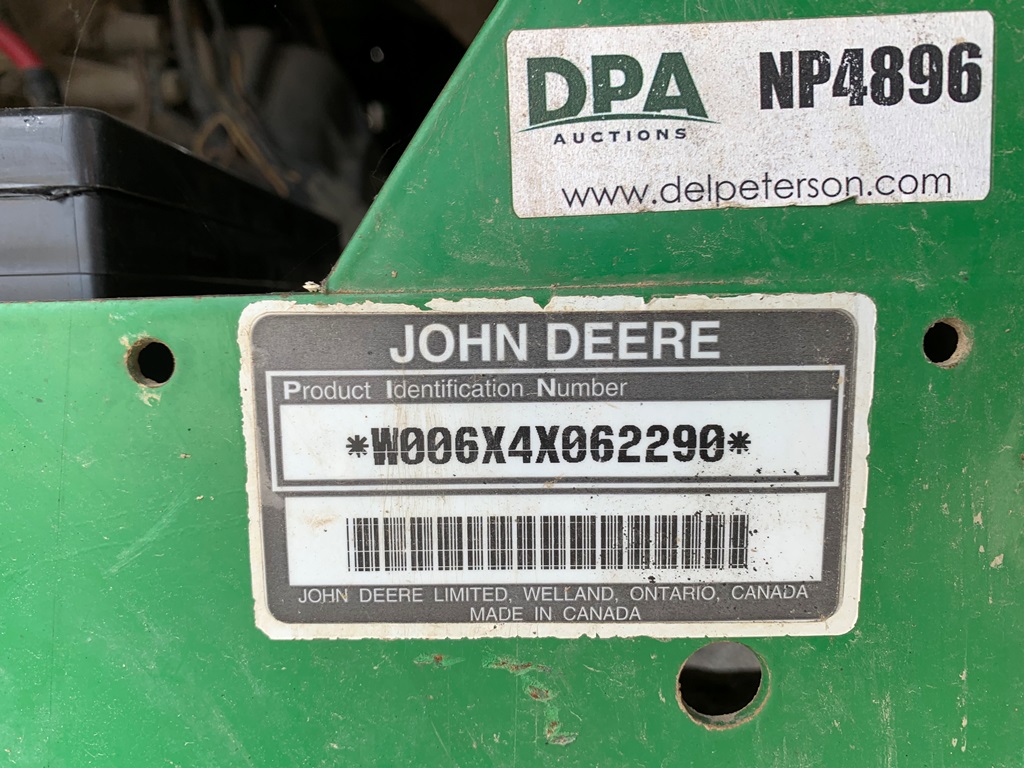 DPA
AUCTIONS
NP4896
www.delpeterson.com
JOHN DEERE
Product Identification Number
*W006X4X062290*
JOHN DEERE LIMITED, WELLAND, ONTARIO, CANADA
MADE IN CANADA